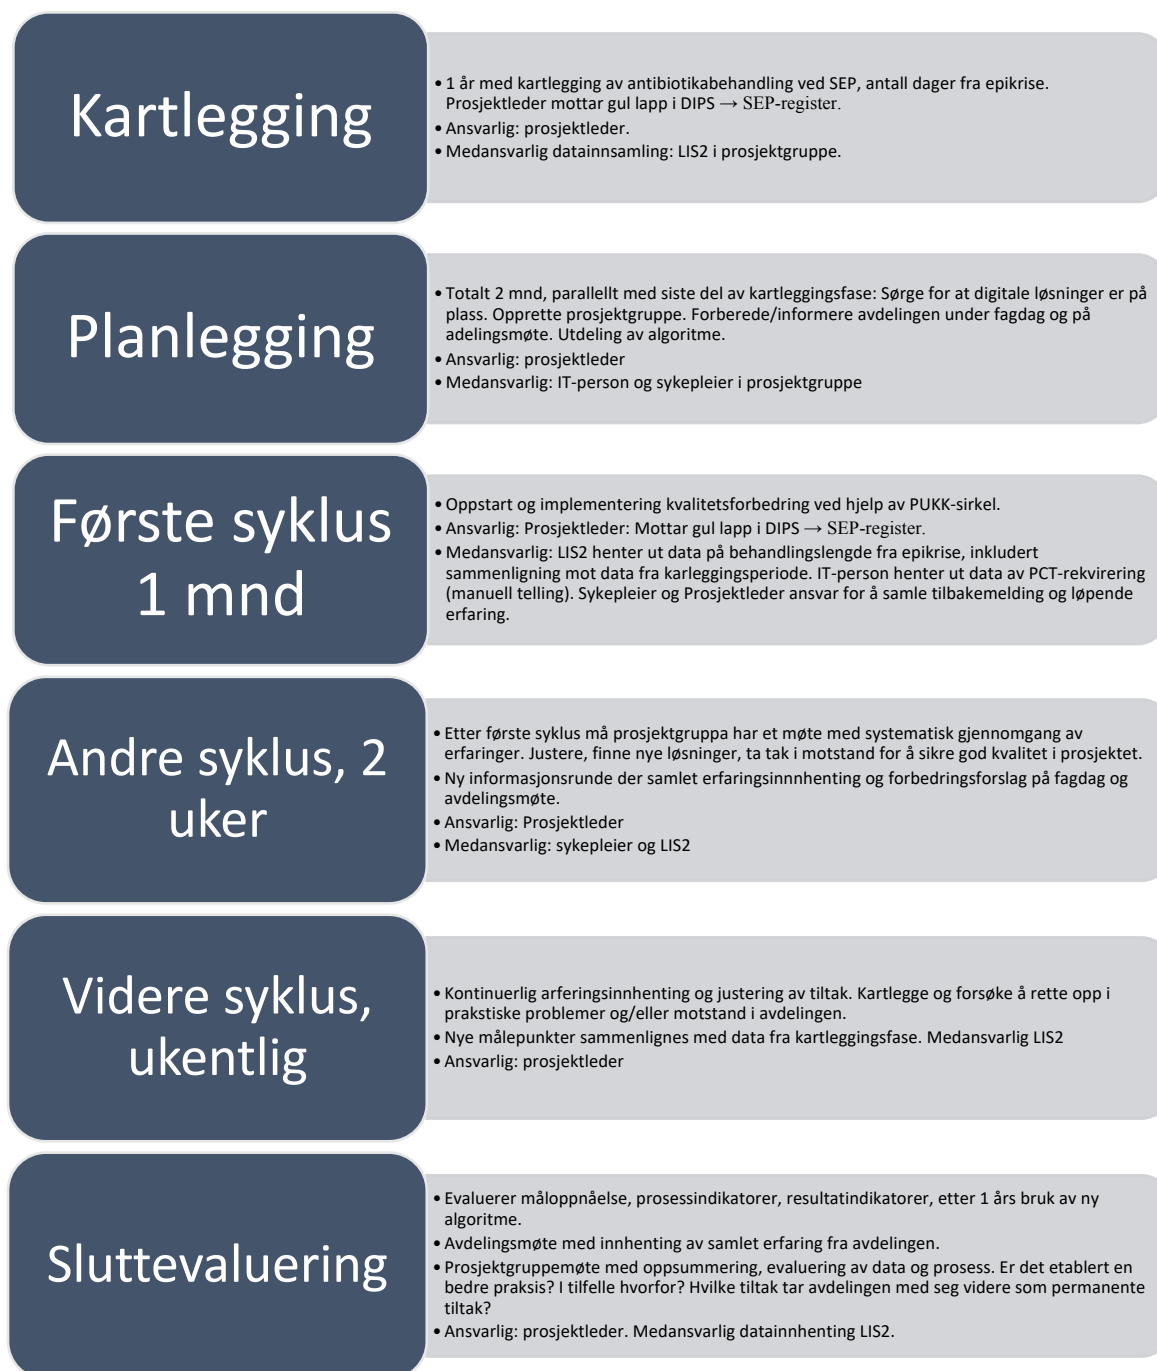 Kartlegging
• 1 år med kartlegging av antibiotikabehandling ved SEP, antall dager fra epikrise.
Prosjektleder mottar gul lapp i DIPS → SEP-register.
• Ansvarlig: prosjektleder.
• Medansvarlig datainnsamling: LIS2 i prosjektgruppe.
Planlegging
• Totalt 2 mnd, parallellt med siste del av kartleggingsfase: Sørge for at digitale løsninger er på
plass. Opprette prosjektgruppe. Forberede/informere avdelingen under fagdag og på
adelingsmøte. Utdeling av algoritme.
• Ansvarlig: prosjektleder
• Medansvarlig: IT-person og sykepleier i prosjektgruppe
Første syklus
1 mnd
• Oppstart og implementering kvalitetsforbedring ved hjelp av PUKK-sirkel.
• Ansvarlig: Prosjektleder: Mottar gul lapp i DIPS → SEP-register.
• Medansvarlig: LIS2 henter ut data på behandlingslengde fra epikrise, inkludert
sammenligning mot data fra karleggingsperiode. IT-person henter ut data av PCT-rekvirering
(manuell telling). Sykepleier og Prosjektleder ansvar for å samle tilbakemelding og løpende
erfaring.
Andre syklus, 2
uker
• Etter første syklus må prosjektgruppa har et møte med systematisk gjennomgang av
erfaringer. Justere, finne nye løsninger, ta tak i motstand for å sikre god kvalitet i prosjektet.
• Ny informasjonsrunde der samlet erfaringsinnnhenting og forbedringsforslag på fagdag og
avdelingsmøte.
• Ansvarlig: Prosjektleder
• Medansvarlig: sykepleier og LIS2
Videre syklus,
ukentlig
• Kontinuerlig arferingsinnhenting og justering av tiltak. Kartlegge og forsøke å rette opp i
prakstiske problemer og/eller motstand i avdelingen.
• Nye målepunkter sammenlignes med data fra kartleggingsfase. Medansvarlig LIS2
• Ansvarlig: prosjektleder
Sluttevaluering
• Evaluerer måloppnåelse, prosessindikatorer, resultatindikatorer, etter 1 års bruk av ny
algoritme.
• Avdelingsmøte med innhenting av samlet erfaring fra avdelingen.
• Prosjektgruppemøte med oppsummering, evaluering av data og prosess. Er det etablert en
bedre praksis? I tilfelle hvorfor? Hvilke tiltak tar avdelingen med seg videre som permanente
tiltak?
• Ansvarlig: prosjektleder. Medansvarlig datainnhenting LIS2.